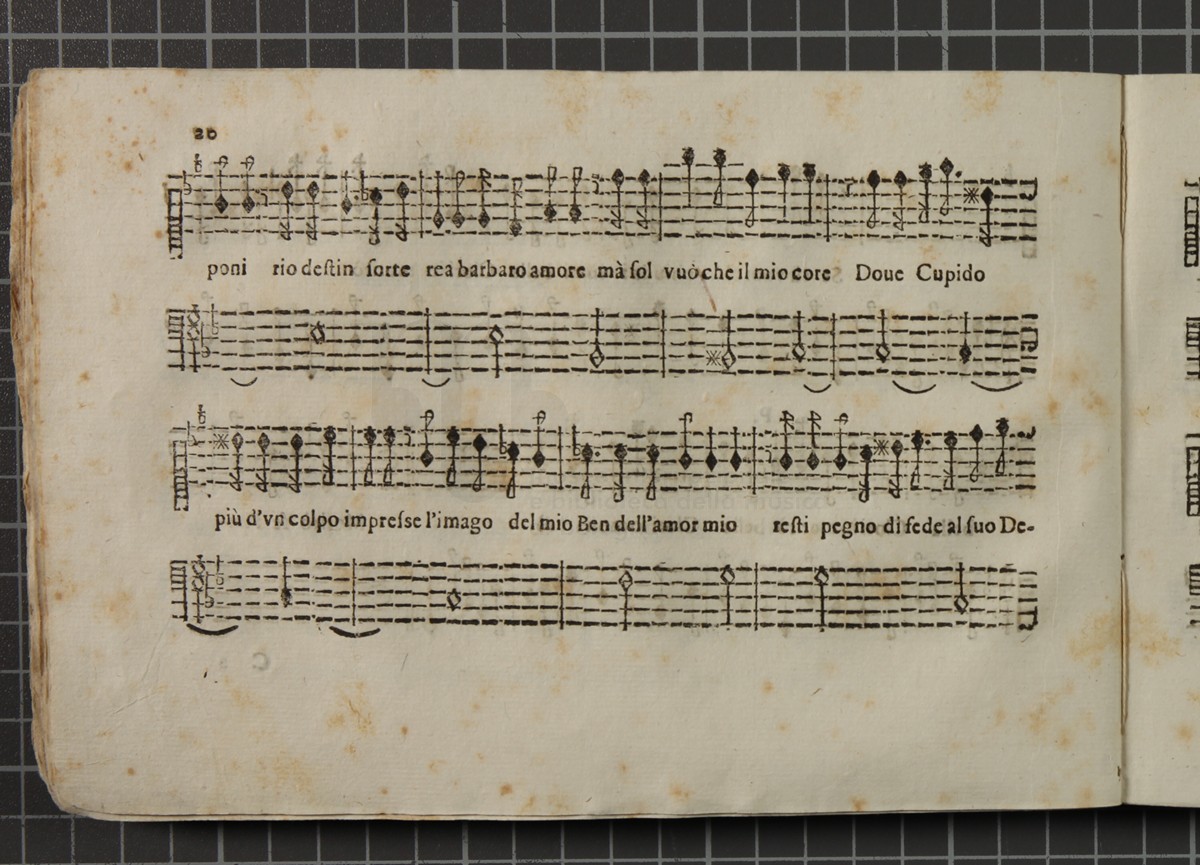 20
poni rio deſtin ſorte rea barbaro amore mà ſol vuò che il mio core Doue Cupido
più d'vn colpo impreſse l'imago del mio Ben dell'amor mio reſti pegno di fede al ſuo De-